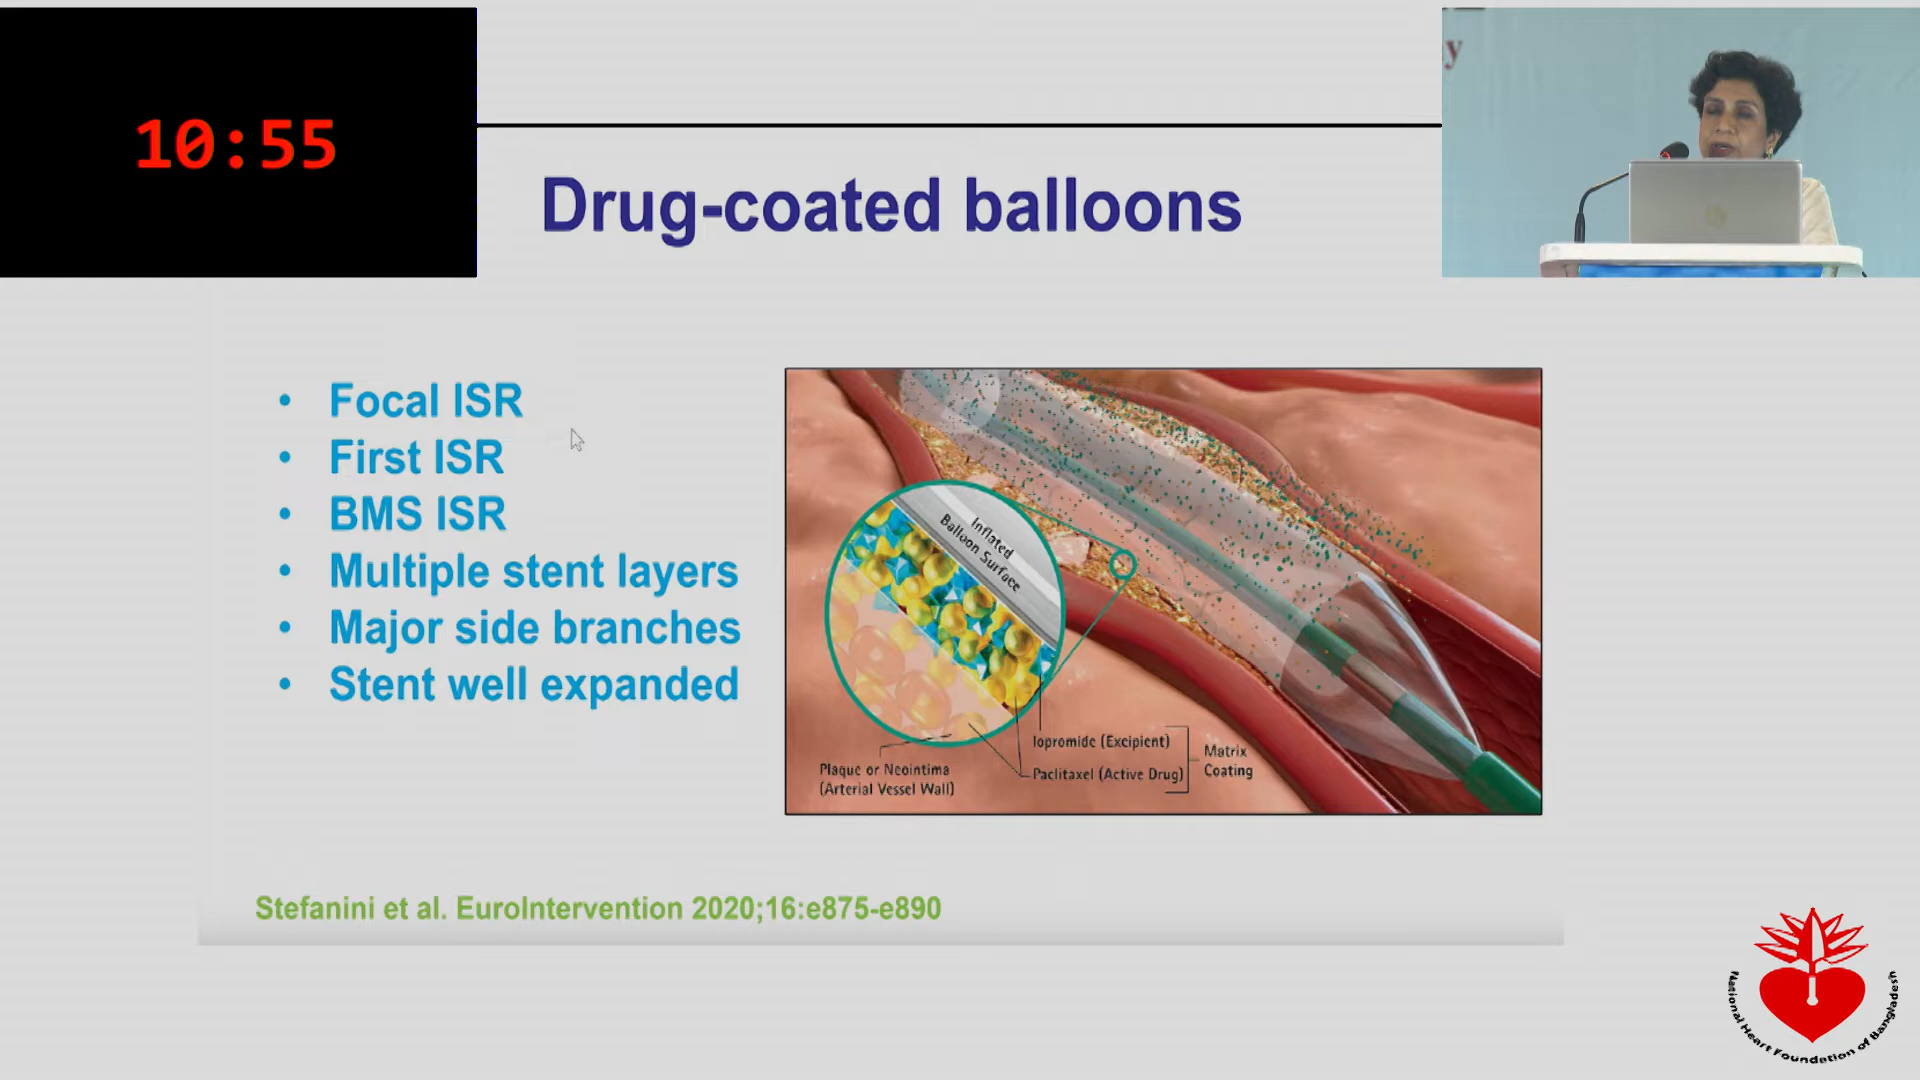 10:55
y
Drug-coated balloons
• Focal ISR
• First ISR
• BMS ISR
• Multiple stent layers
• Major side branches
• Stent well expanded
Inflated
Balloon Surface
Iopromide (Excipient)
Paclitaxel (Active Drug)
Matrix
Coating
Plaque or Neointima
(Arterial Vessel Wall)
Stefanini et al. EuroIntervention 2020;16:e875-e890
National Heart Foundation of Bangladesh